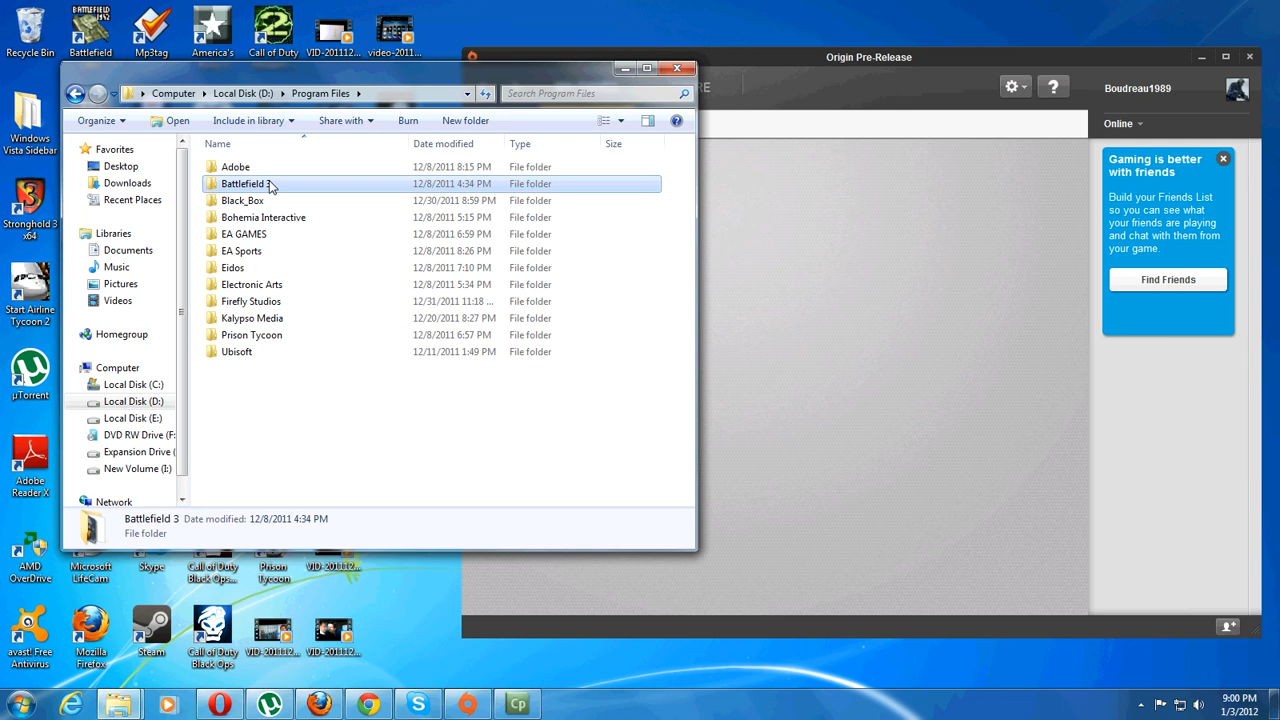 Recycle Bin
Battlefield
Mp3tag
America's
Call of Duty
VID-201112...
video-2011...
Windows
Vista Sidebar
Stronghold 3
x64
Start Airline
Tycoon 2
µTorrent
Adobe
Reader X
AMD
OverDrive
Microsoft
LifeCam
Skype
Call of Duty
Black Ops...
Prison
Tycoon
VID-201112...
avast! Free
Antivirus
Mozilla
Firefox
Steam
Call of Duty
Black Ops
VID-201112...
VID-201112...
Computer
Local Disk (D:)
Program Files
Search Program Files
Organize
Open
Include in library
Share with
Burn
New folder
Favorites
Desktop
Downloads
Recent Places
Libraries
Documents
Music
Pictures
Videos
Homegroup
Computer
Local Disk (C:)
Local Disk (D:)
Local Disk (E:)
DVD RW Drive (F:
Expansion Drive (
New Volume (I:)
Network
Name Date modified Type Size
Adobe 12/8/2011 8:15 PM File folder
Battlefield 3 12/8/2011 4:34 PM File folder
Black_Box 12/30/2011 8:59 PM File folder
Bohemia Interactive 12/8/2011 5:15 PM File folder
EA GAMES 12/8/2011 6:59 PM File folder
EA Sports 12/8/2011 8:26 PM File folder
Eidos 12/8/2011 7:10 PM File folder
Electronic Arts 12/8/2011 5:34 PM File folder
Firefly Studios 12/31/2011 11:18 ... File folder
Kalypso Media 12/20/2011 8:27 PM File folder
Prison Tycoon 12/8/2011 6:57 PM File folder
Ubisoft 12/11/2011 1:49 PM File folder
Battlefield 3 Date modified: 12/8/2011 4:34 PM
File folder
Origin Pre-Release
RE
?
Boudreau1989
Online
Gaming is better
with friends
Build your Friends List
so you can see what
your friends are playing
and chat with them from
your game.
Find Friends
Cp
9:00 PM
1/3/2012